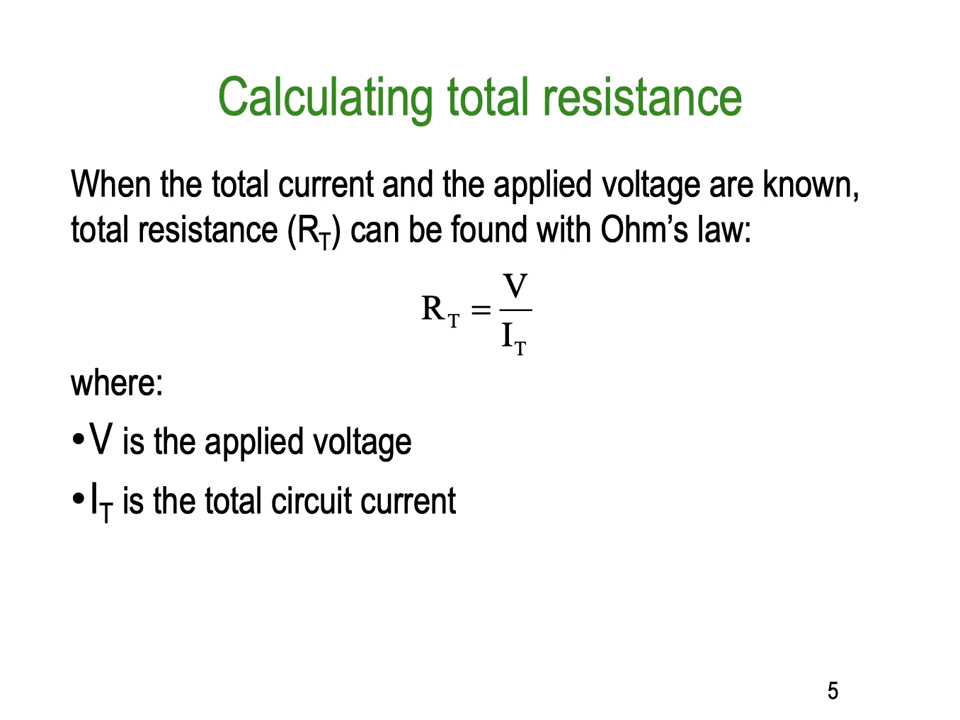 Calculating total resistance
When the total current and the applied voltage are known,
total resistance (R_T) can be found with Ohm’s law:
R_T = V / I_T
where:
•V is the applied voltage
•I_T is the total circuit current
5